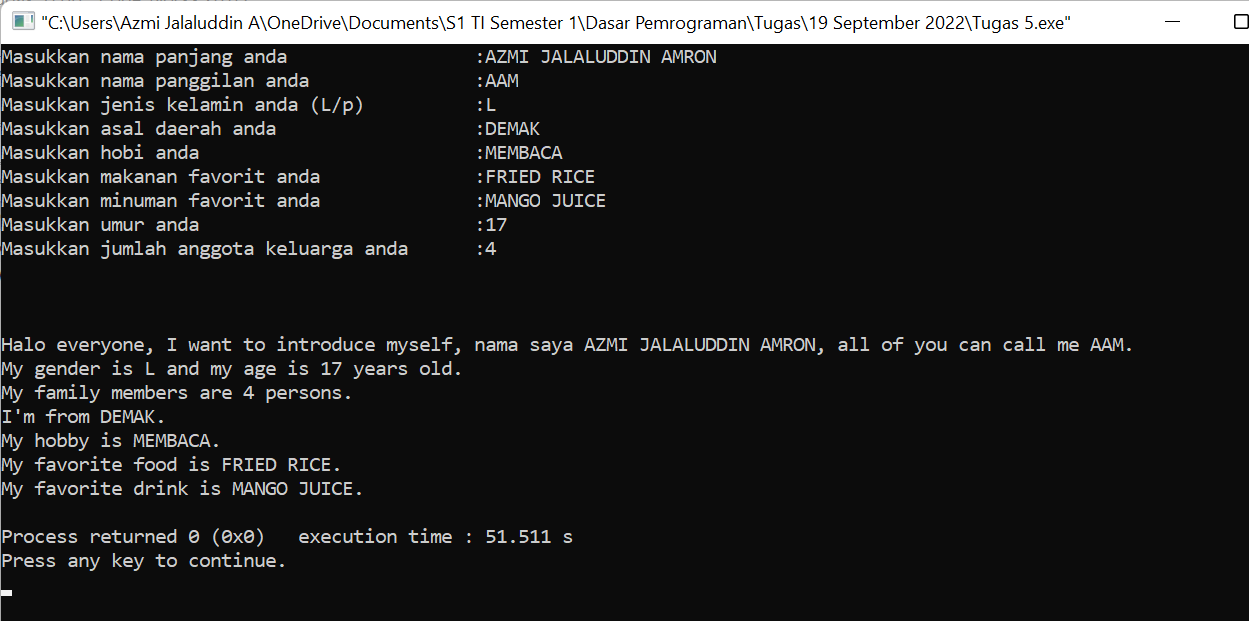 "C:\Users\Azmi Jalaluddin A\OneDrive\Documents\S1 TI Semester 1\Dasar Pemrograman\Tugas\19 September 2022\Tugas 5.exe"
Masukkan nama panjang anda :AZMI JALALUDDIN AMRON
Masukkan nama panggilan anda :AAM
Masukkan jenis kelamin anda (L/p) :L
Masukkan asal daerah anda :DEMAK
Masukkan hobi anda :MEMBACA
Masukkan makanan favorit anda :FRIED RICE
Masukkan minuman favorit anda :MANGO JUICE
Masukkan umur anda :17
Masukkan jumlah anggota keluarga anda :4
Halo everyone, I want to introduce myself, nama saya AZMI JALALUDDIN AMRON, all of you can call me AAM.
My gender is L and my age is 17 years old.
My family members are 4 persons.
I'm from DEMAK.
My hobby is MEMBACA.
My favorite food is FRIED RICE.
My favorite drink is MANGO JUICE.
Process returned 0 (0x0) execution time : 51.511 s
Press any key to continue.